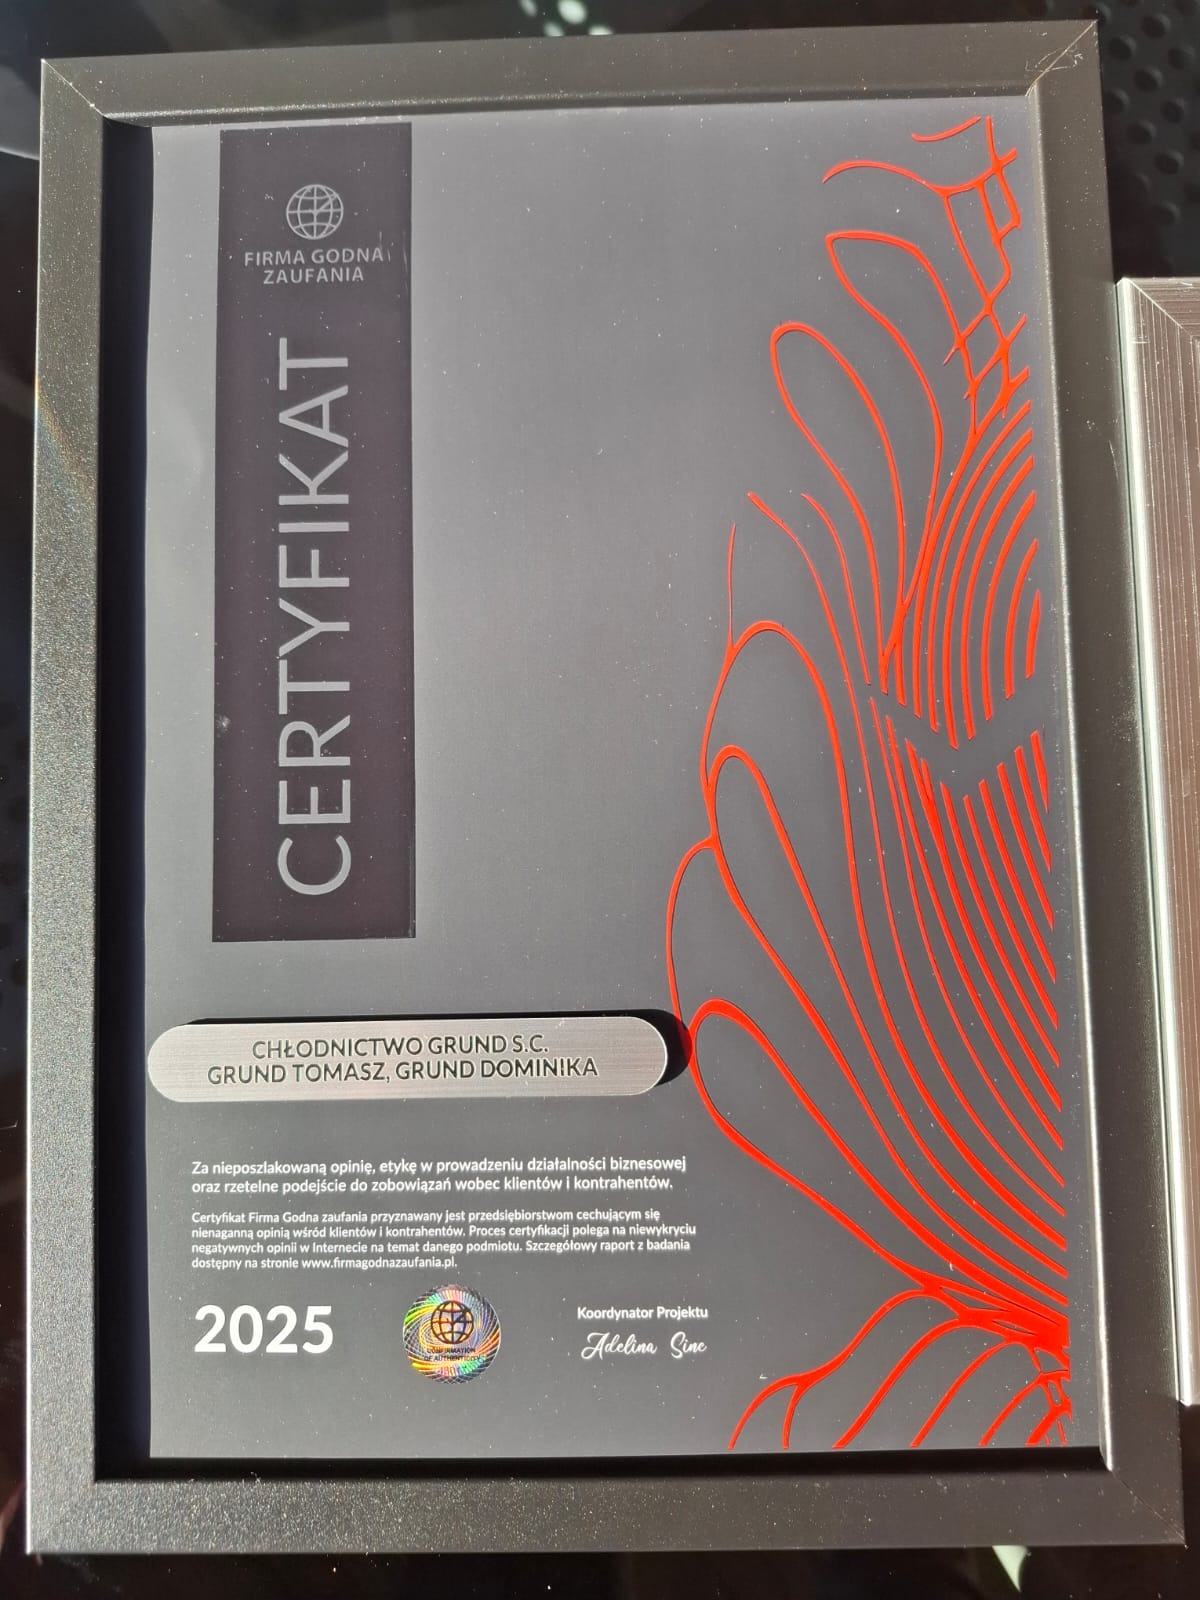 FIRMA GODNA
ZAUFANIA
CERTYFIKAT
CHŁODNICTWO GRUND S.C.
GRUND TOMASZ, GRUND DOMINIKA
Za nieposzlakowaną opinię, etykę w prowadzeniu działalności biznesowej
oraz rzetelne podejście do zobowiązań wobec klientów i kontrahentów.
Certyfikat Firma Godna zaufania przyznawany jest przedsiębiorstwom cechującym się
nienaganną opinią wśród klientów i kontrahentów. Proces certyfikacji polega na niewykryciu
negatywnych opinii w Internecie na temat danego podmiotu. Szczegółowy raport z badania
dostępny na stronie www.firmagodnazaufania.pl.
2025
CONFIRMATION
OF AUTHENTICITY
Koordynator Projektu
Adelina Sinc